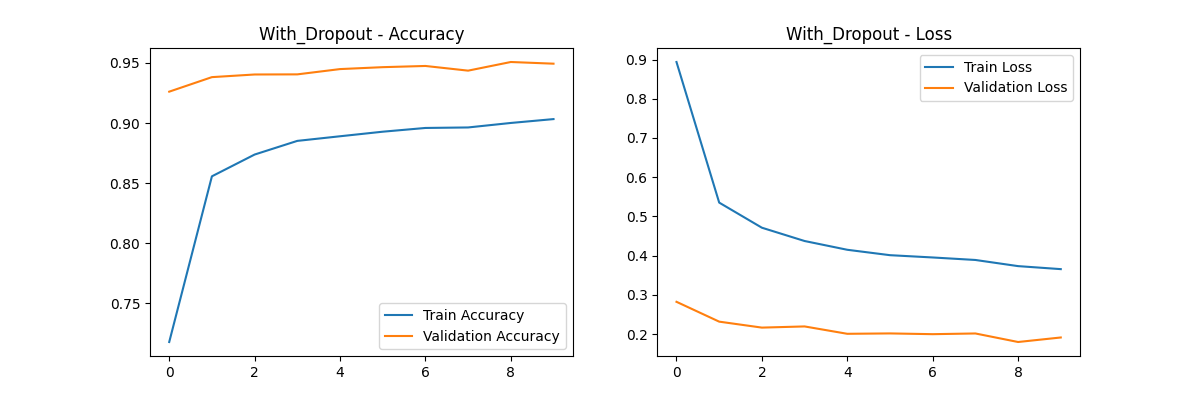 With_Dropout - Accuracy
0.95
0.90
0.85
0.80
0.75
Train Accuracy
Validation Accuracy
0 2 4 6 8
With_Dropout - Loss
0.9
0.8
0.7
0.6
0.5
0.4
0.3
0.2
Train Loss
Validation Loss
0 2 4 6 8